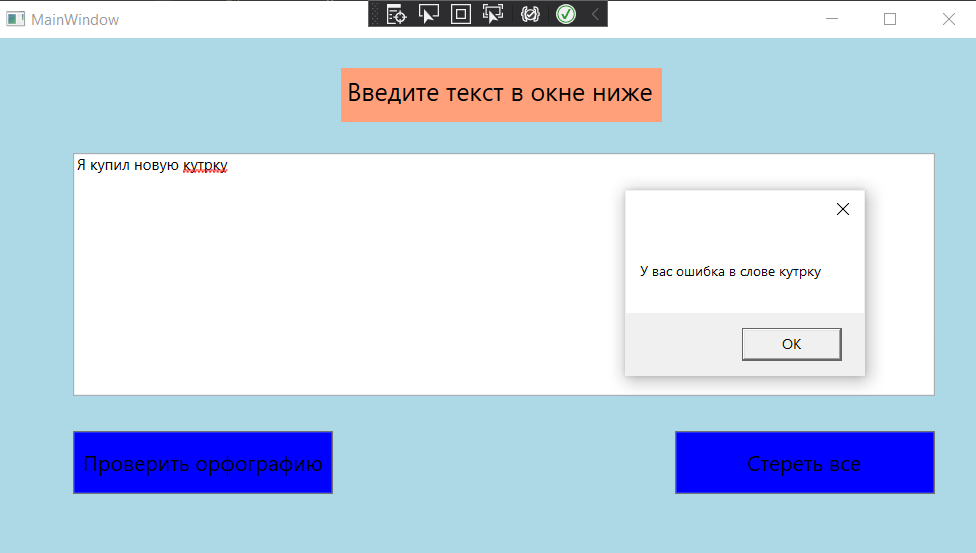 MainWindow
Введите текст в окне ниже
Я купил новую кутрку
У вас ошибка в слове кутрку
OK
Проверить орфографию
Стереть все